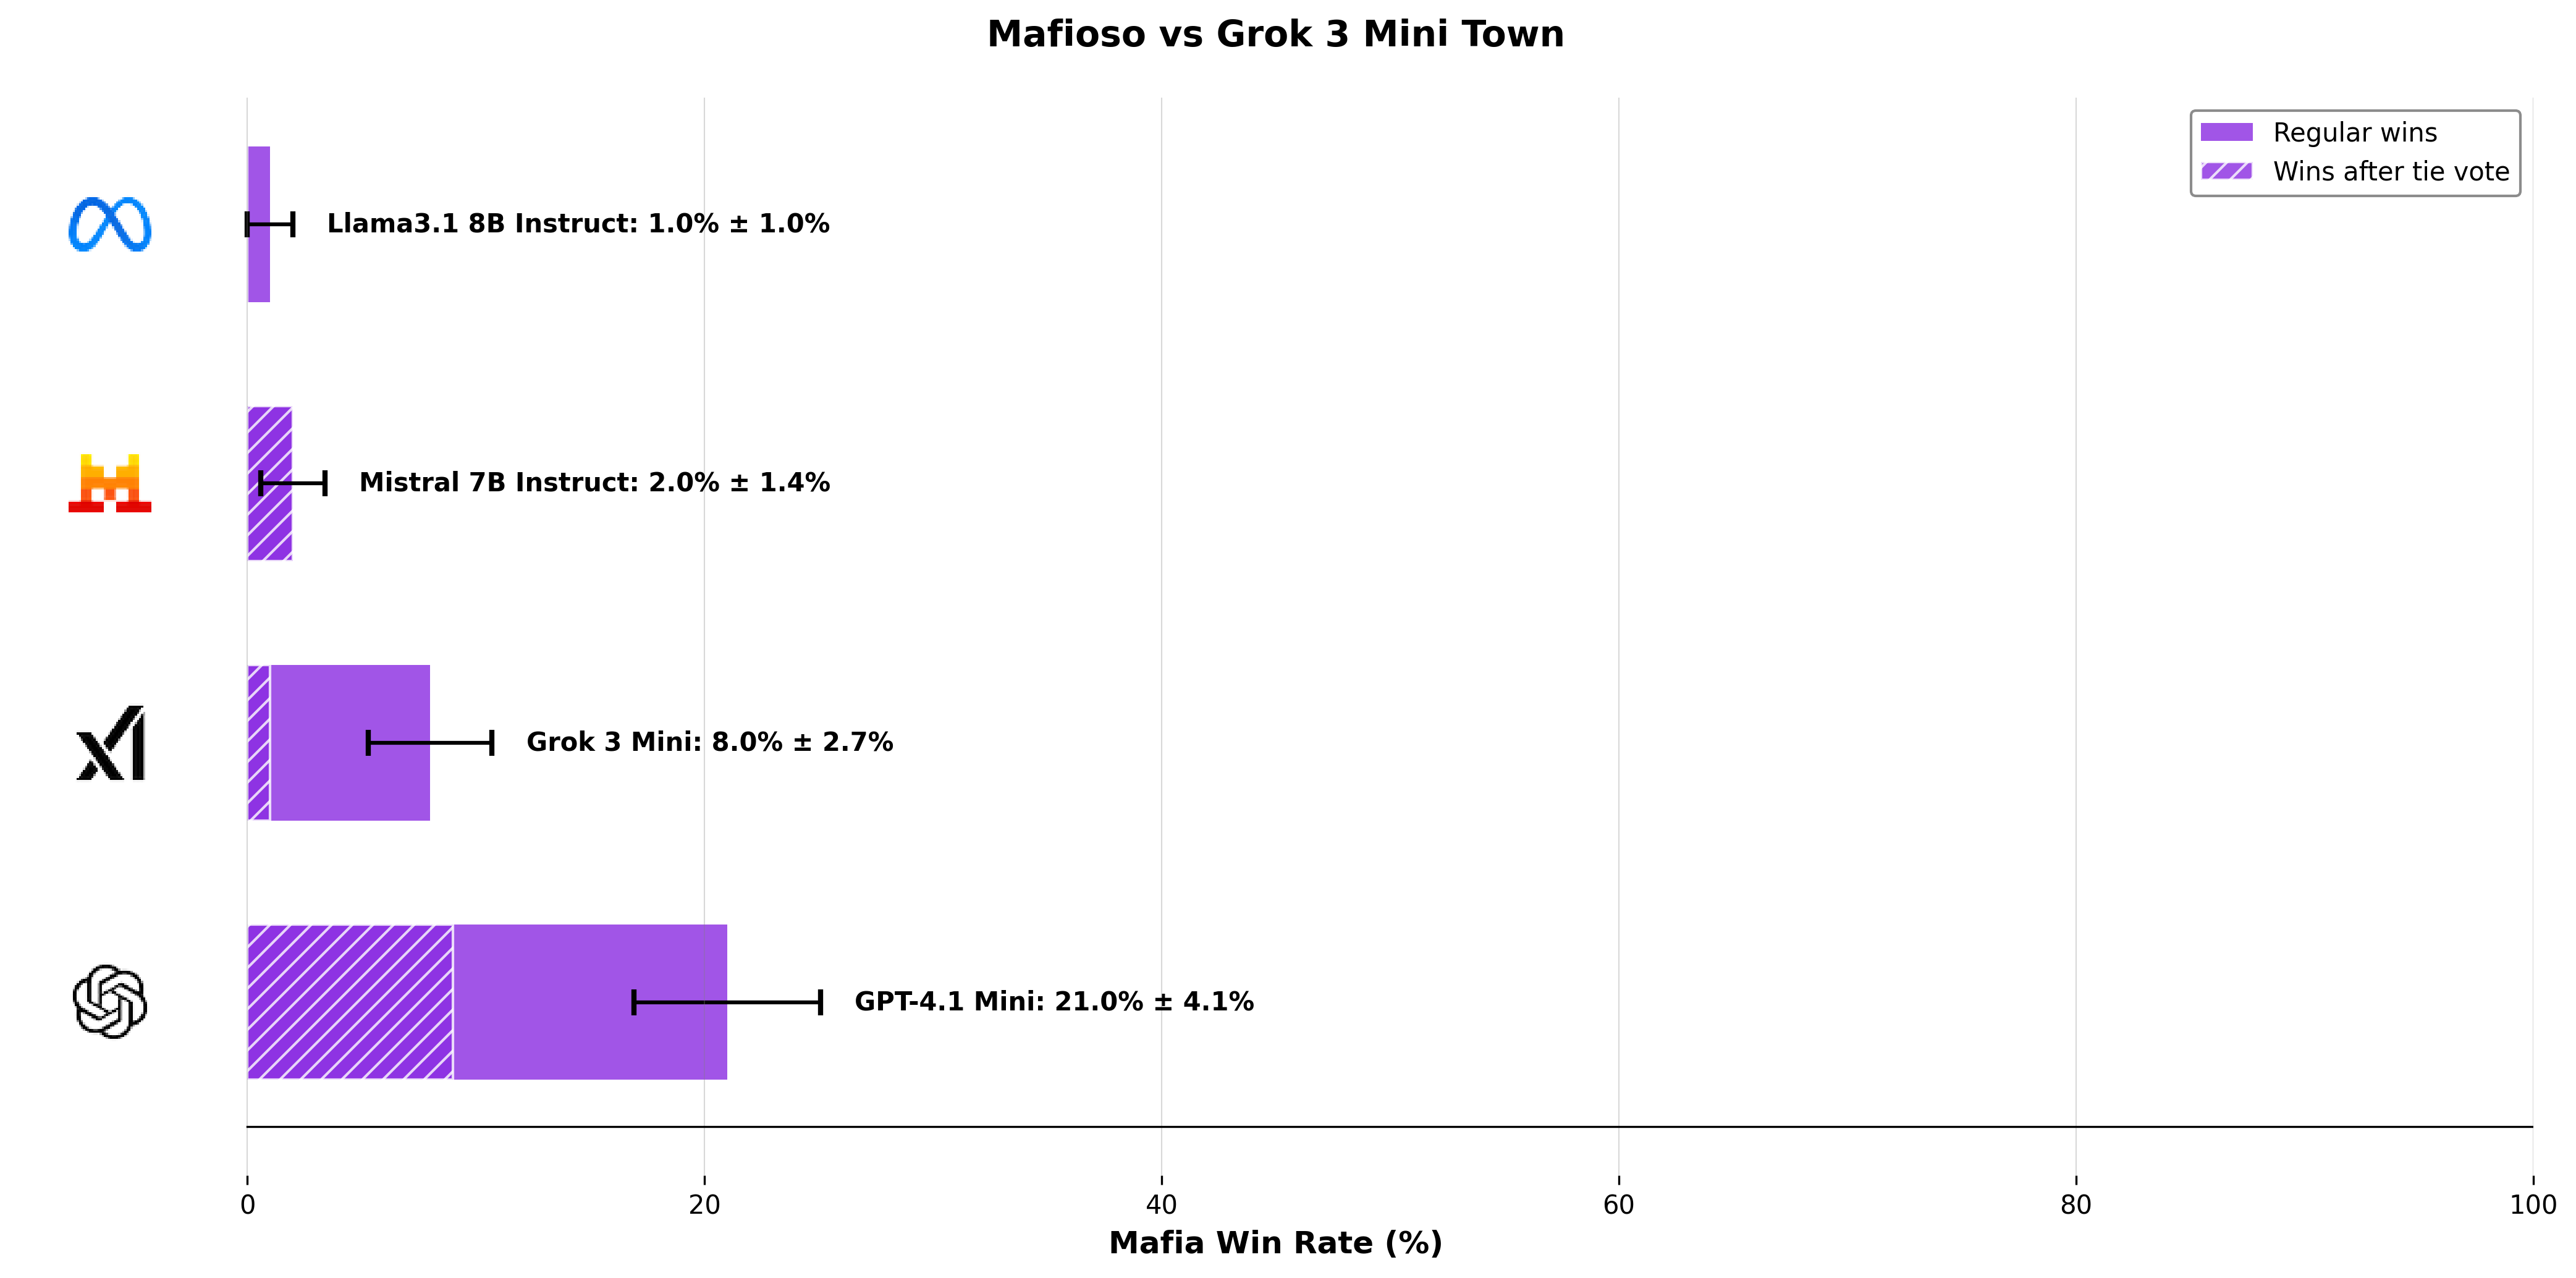 Mafioso vs Grok 3 Mini Town
Regular wins
Wins after tie vote
Llama3.1 8B Instruct: 1.0% ± 1.0%
Mistral 7B Instruct: 2.0% ± 1.4%
Grok 3 Mini: 8.0% ± 2.7%
GPT-4.1 Mini: 21.0% ± 4.1%
0 20 40 60 80 100
Mafia Win Rate (%)